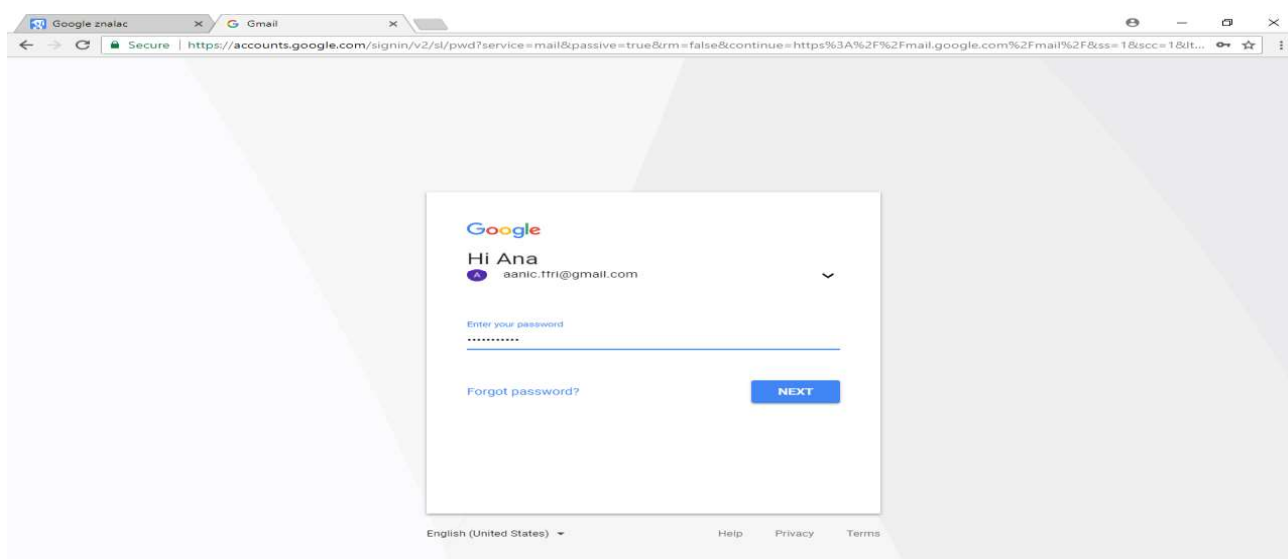 Google znalac
Gmail
Secure
https://accounts.google.com/signin/v2/sl/pwd?service=mail&passive=true&rm=false&continue=https%3A%2F%2Fmail.google.com%2Fmail%2F&ss=1&scc=1&lt...
Google
Hi Ana
A
aanic.ttri@gmail.com
Enter your password
...........
Forgot password?
NEXT
English (United States)
Help Privacy Terms